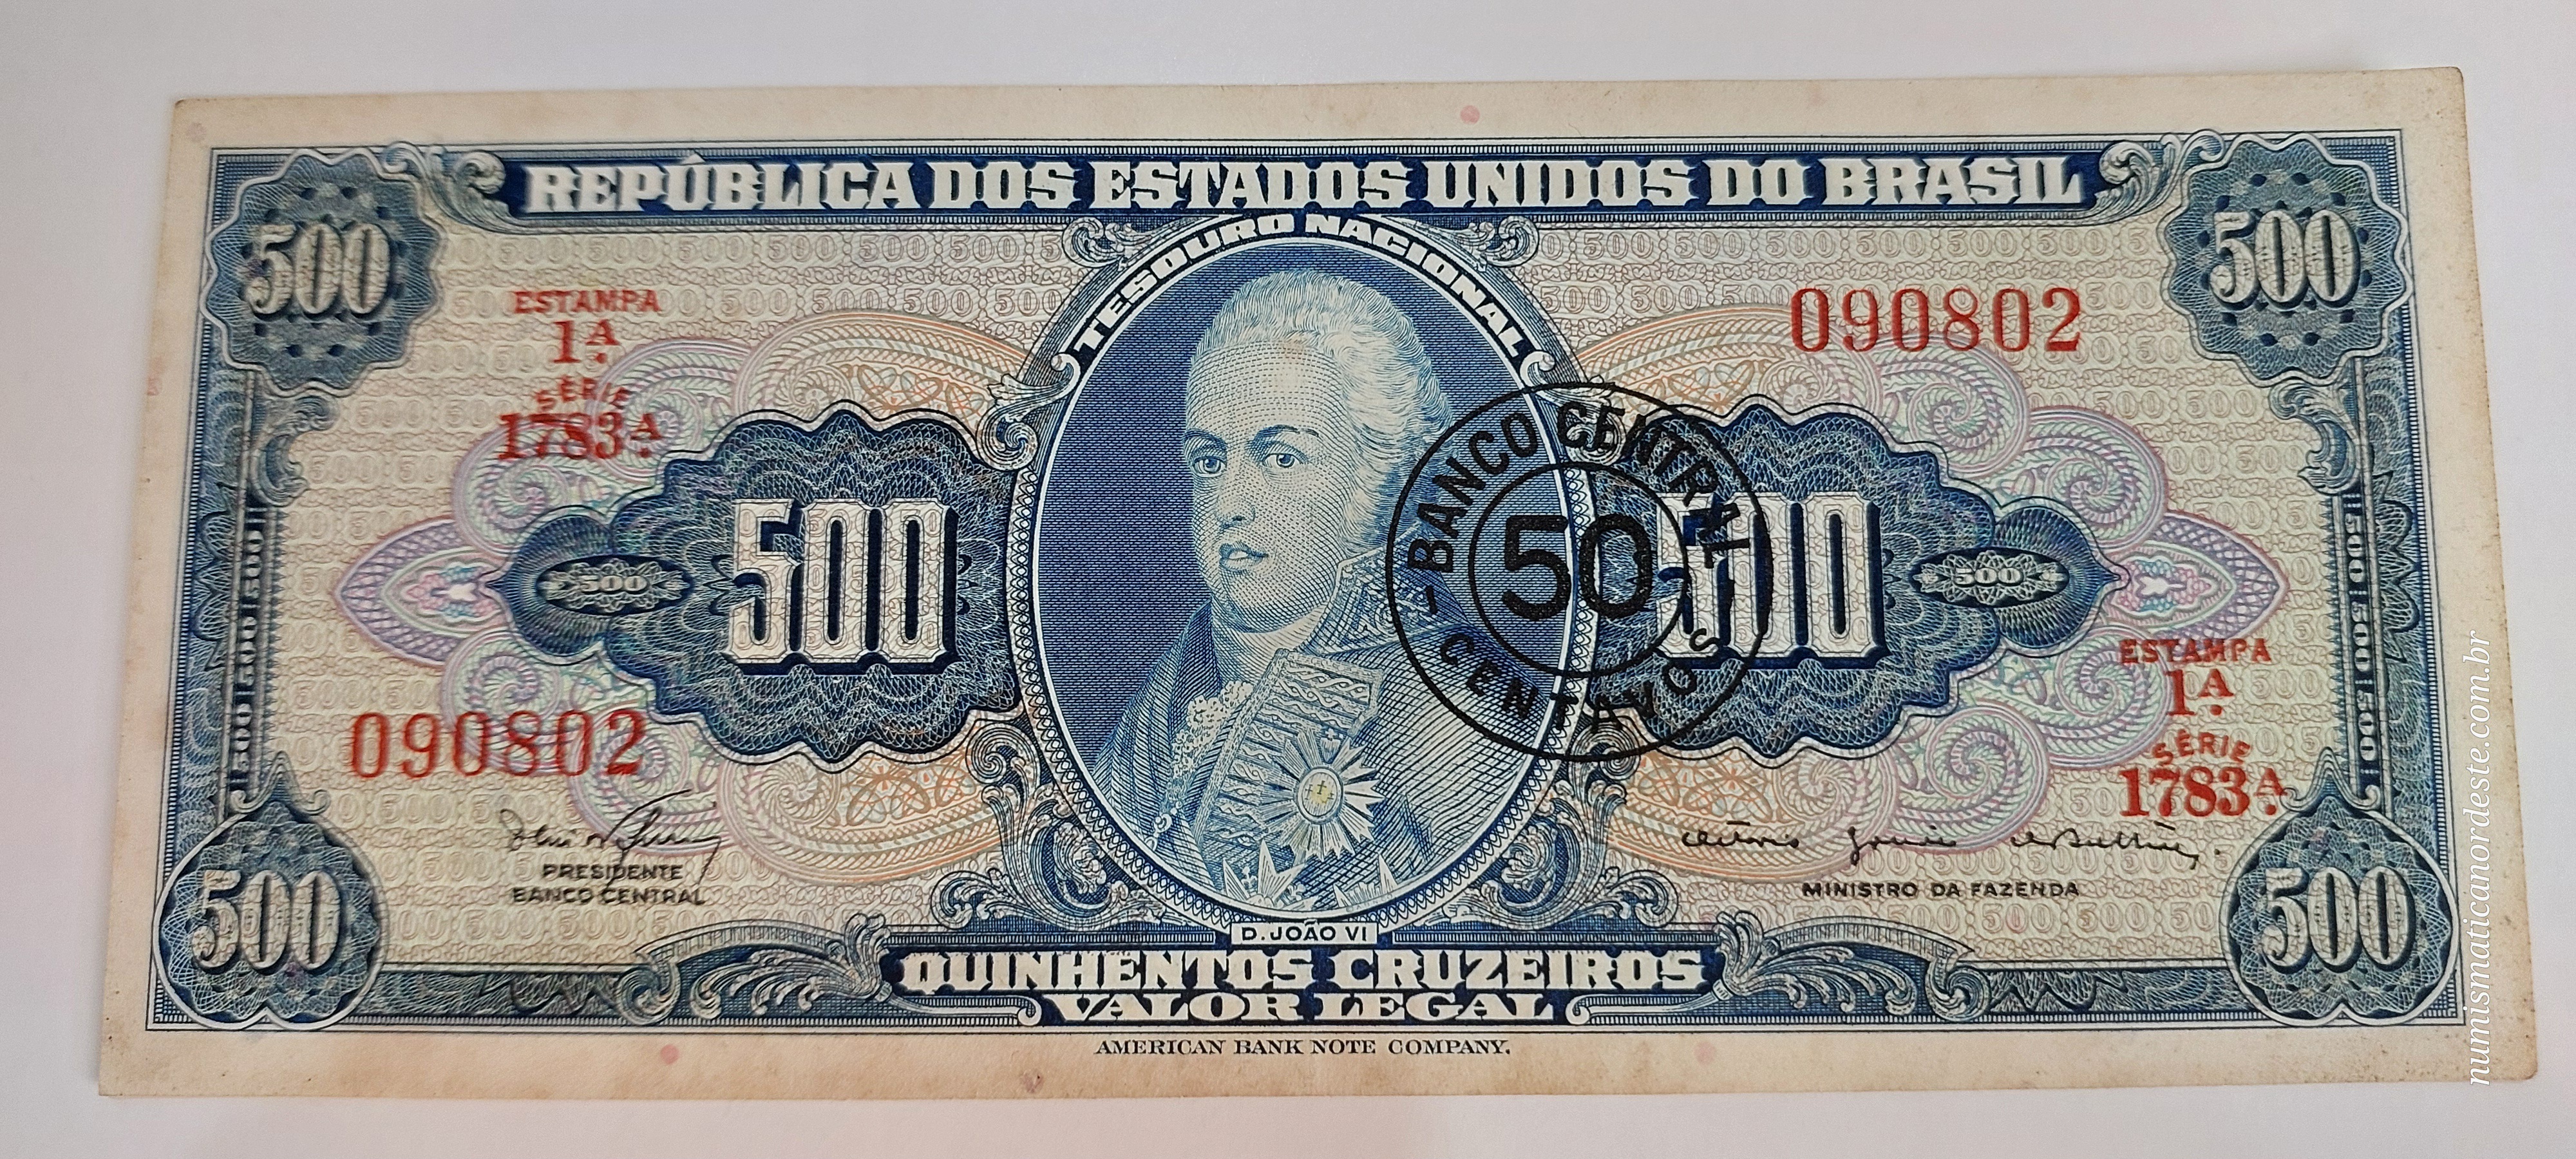 REPÚBLICA DOS ESTADOS UNIDOS DO BRASIL
TESOURO NACIONAL
500
500
ESTAMPA
1ª
SÉRIE
1783ª
090802
500
500
BANCO CENTRAL
50
CENTAVOS
500
500
090802
ESTAMPA
1ª
SÉRIE
1783ª
PRESIDENTE
BANCO CENTRAL
MINISTRO DA FAZENDA
500
500
D. JOÃO VI
QUINHENTOS CRUZEIROS
VALOR LEGAL
AMERICAN BANK NOTE COMPANY.
numismaticanordeste.com.br